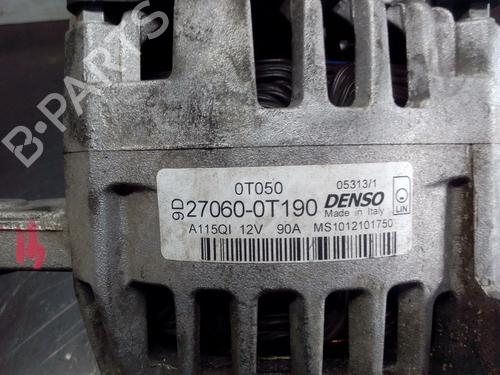 B-PARTS
0T050
05313/1
9D 27060-0T190 DENSO
Made in Italy
LIN
A115QI 12V 90A MS1012101750